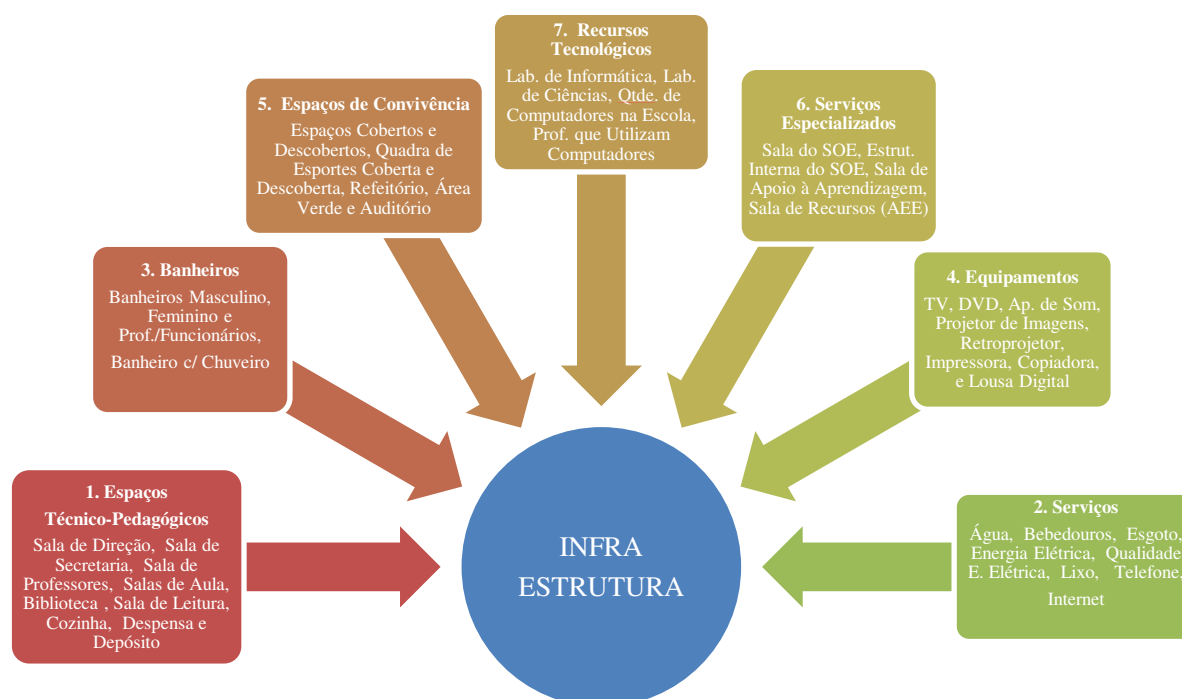 7. Recursos
Tecnológicos
Lab. de Informática, Lab.
de Ciências, Qtde. de
Computadores na Escola,
Prof. que Utilizam
Computadores
5. Espaços de Convivência
Espaços Cobertos e
Descobertos, Quadra de
Esportes Coberta e
Descoberta, Refeitório, Área
Verde e Auditório
6. Serviços
Especializados
Sala do SOE, Estrut.
Interna do SOE, Sala de
Apoio à Aprendizagem,
Sala de Recursos (AEE)
3. Banheiros
Banheiros Masculino,
Feminino e
Prof./Funcionários,
Banheiro c/ Chuveiro
4. Equipamentos
TV, DVD, Ap. de Som,
Projetor de Imagens,
Retroprojetor,
Impressora, Copiadora,
e Lousa Digital
1. Espaços
Técnico-Pedagógicos
Sala de Direção, Sala de
Secretaria, Sala de
Professores, Salas de Aula,
Biblioteca , Sala de Leitura,
Cozinha, Despensa e
Depósito
INFRA
ESTRUTURA
2. Serviços
Água, Bebedouros, Esgoto,
Energia Elétrica, Qualidade
E. Elétrica, Lixo, Telefone,
Internet